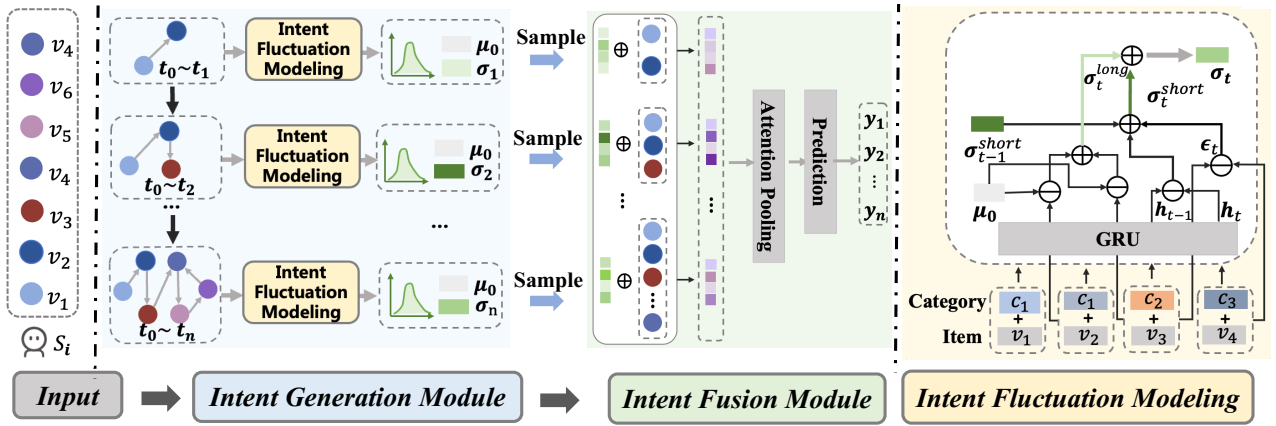 v₄
v₆
v₅
v₄
v₃
v₂
v₁
Sᵢ
Input
t₀~t₁
Intent
Fluctuation
Modeling
μ₀
σ₁
Sample
t₀~t₂
Intent
Fluctuation
Modeling
μ₀
σ₂
Sample
...
...
t₀~ tₙ
Intent
Fluctuation
Modeling
μ₀
σₙ
Sample
Intent Generation Module
⊕
⊕
...
...
⊕
Attention Pooling
Prediction
y₁
y₂
...
yₙ
Intent Fusion Module
σₜˡᵒⁿᵍ
σₜˢʰᵒʳᵗ
σₜ
σₜ₋₁ˢʰᵒʳᵗ
ϵₜ
μ₀
hₜ₋₁
hₜ
GRU
Category
c₁
c₁
c₂
c₃
+
+
+
+
Item
v₁
v₂
v₃
v₄
Intent Fluctuation Modeling